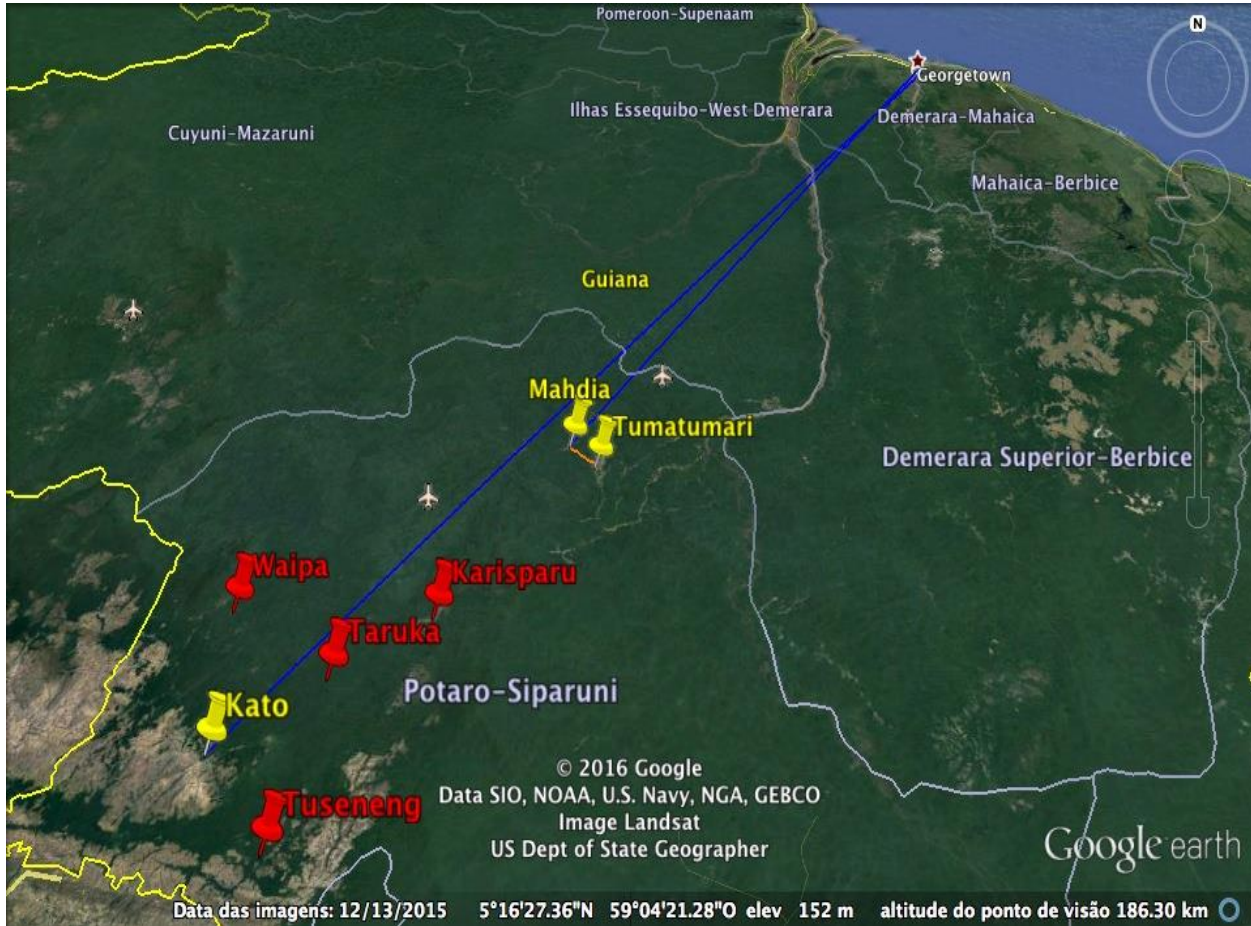 Pomeroon-Supenaam
N
Georgetown
Ilhas Essequibo-West Demerara
Demerara-Mahaica
Cuyuni-Mazaruni
Mahaica-Berbice
Guiana
Mahdia
Tumatumari
Demerara Superior-Berbice
Waipa
Karisparu
Taruka
Potaro-Siparuni
Kato
Tuseneng
© 2016 Google
Data SIO, NOAA, U.S. Navy, NGA, GEBCO
Image Landsat
US Dept of State Geographer
Google earth
Data das imagens: 12/13/2015 5°16'27.36"N 59°04'21.28"O elev 152 m altitude do ponto de visão 186.30 km